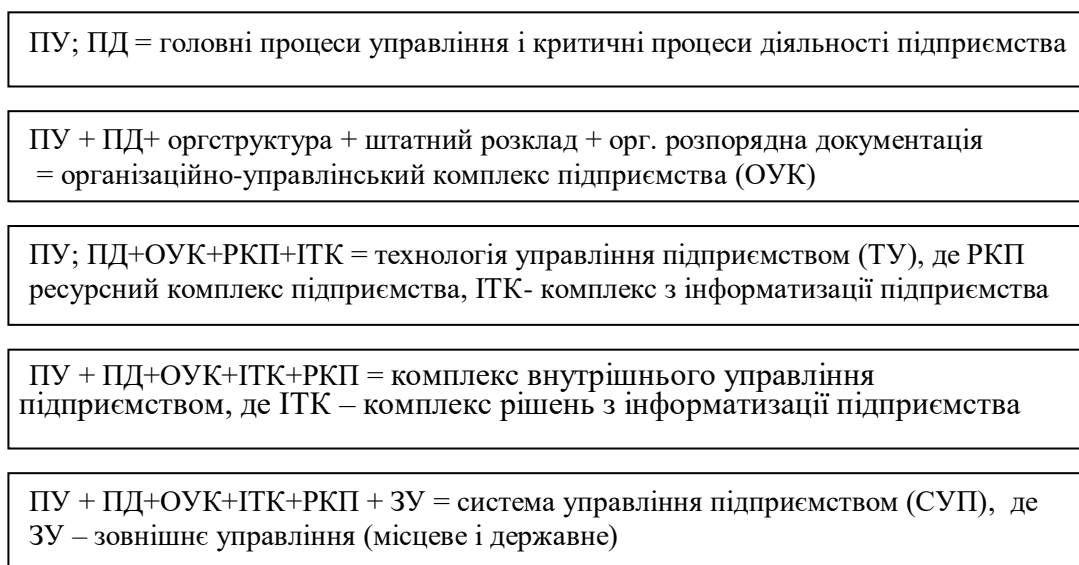 ПУ; ПД = головні процеси управління і критичні процеси діяльності підприємства
ПУ + ПД+ оргструктура + штатний розклад + орг. розпорядна документація
= організаційно-управлінський комплекс підприємства (ОУК)
ПУ; ПД+ОУК+РКП+ІТК = технологія управління підприємством (ТУ), де РКП
ресурсний комплекс підприємства, ІТК- комплекс з інформатизації підприємства
ПУ + ПД+ОУК+ІТК+РКП = комплекс внутрішнього управління
підприємством, де ІТК – комплекс рішень з інформатизації підприємства
ПУ + ПД+ОУК+ІТК+РКП + ЗУ = система управління підприємством (СУП), де
ЗУ – зовнішнє управління (місцеве і державне)